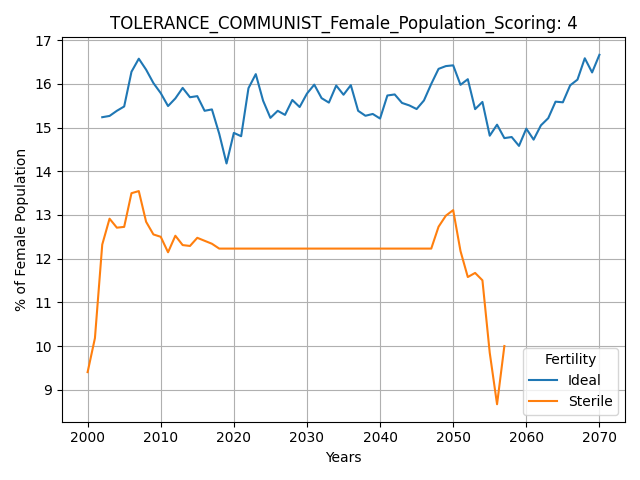 TOLERANCE_COMMUNIST_Female_Population_Scoring: 4
% of Female Population
17
16
15
14
13
12
11
10
9
2000 2010 2020 2030 2040 2050 2060 2070
Years
Fertility
Ideal
Sterile